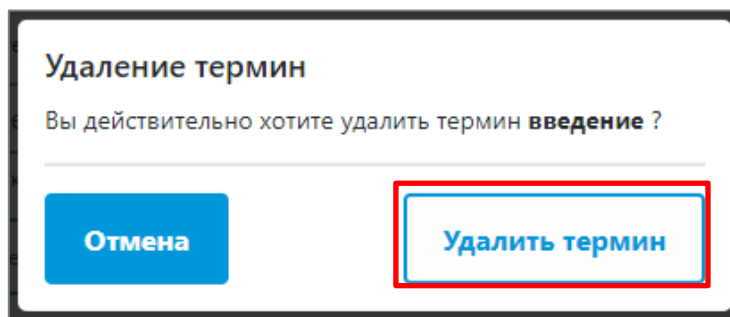 Удаление термин
Вы действительно хотите удалить термин введение ?
Отмена
Удалить термин